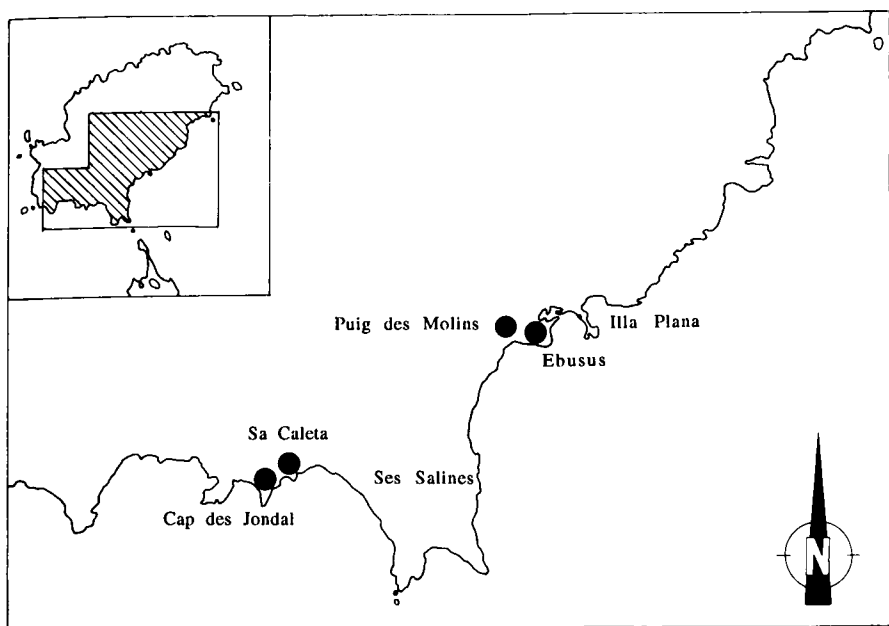 Puig des Molins
Illa Plana
Ebusus
Sa Caleta
Ses Salines
Cap des Jondal
N